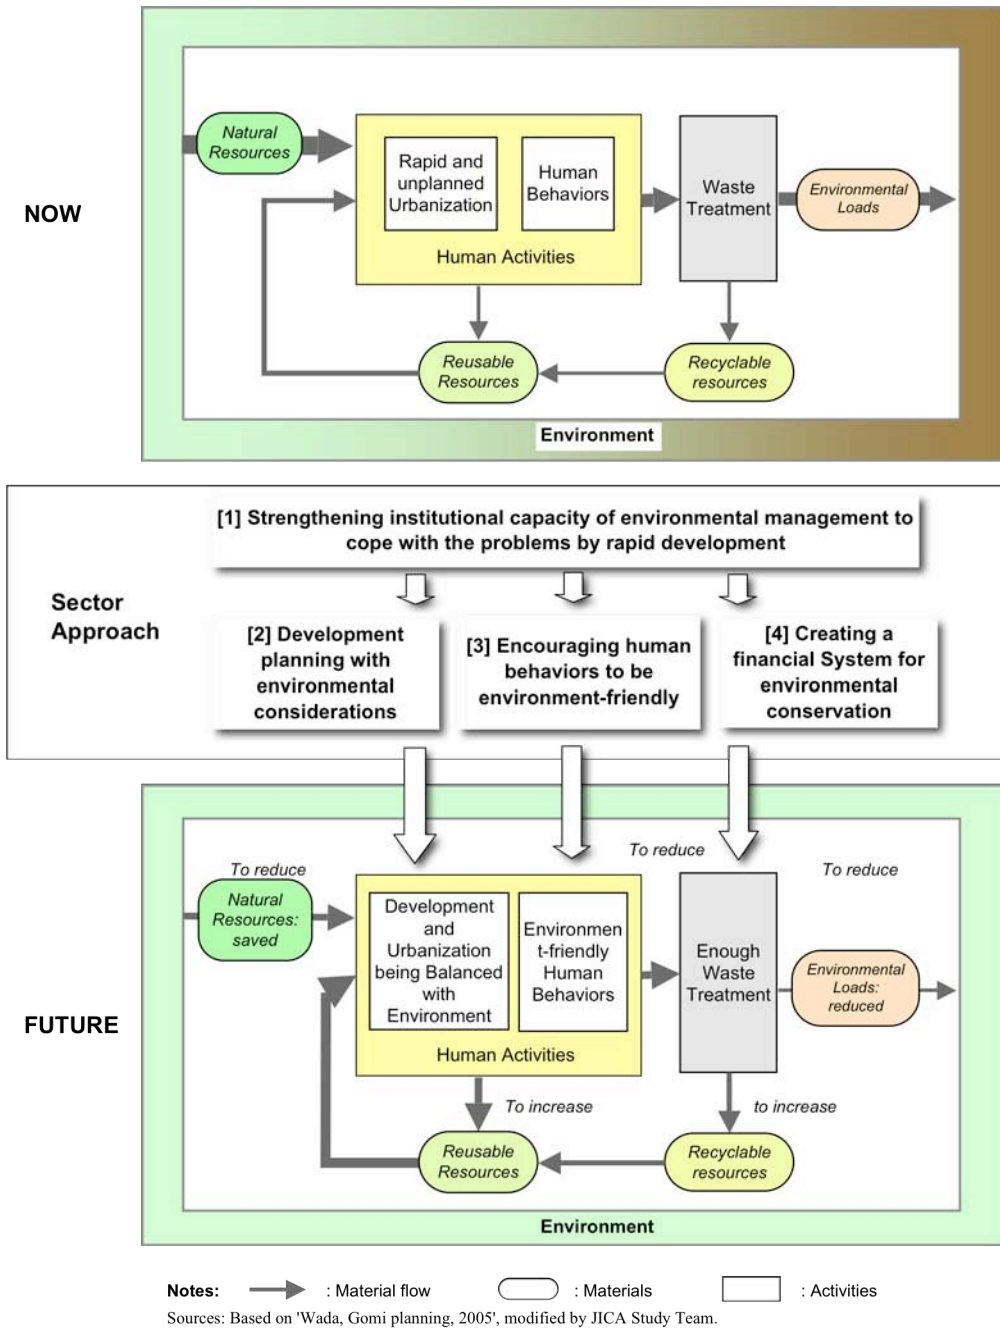 NOW
Natural
Resources
Rapid and
unplanned
Urbanization
Human
Behaviors
Human Activities
Waste
Treatment
Environmental
Loads
Reusable
Resources
Recyclable
resources
Environment
Sector
Approach
[1] Strengthening institutional capacity of environmental management to
cope with the problems by rapid development
[2] Development
planning with
environmental
considerations
[3] Encouraging human
behaviors to be
environment-friendly
[4] Creating a
financial System for
environmental
conservation
FUTURE
To reduce
Natural
Resources:
saved
Development
and
Urbanization
being Balanced
with
Environment
Environmen
t-friendly
Human
Behaviors
Human Activities
To reduce
Enough
Waste
Treatment
To reduce
Environmental
Loads:
reduced
To increase
to increase
Reusable
Resources
Recyclable
resources
Environment
Notes: : Material flow : Materials : Activities
Sources: Based on 'Wada, Gomi planning, 2005', modified by JICA Study Team.